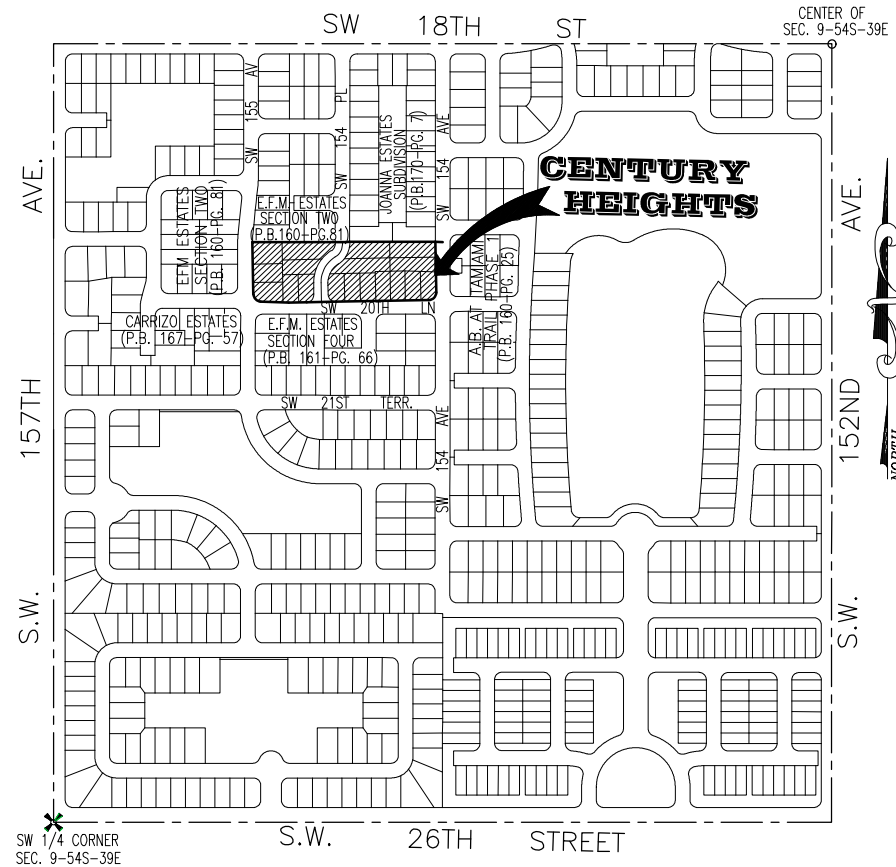 SW 18TH ST
CENTER OF
SEC. 9-54S-39E
S.W. 157TH AVE.
SW 155 AV
SW 154 PL
JOANNA ESTATES
SUBDIVISION
(P.B.170-PG. 7)
SW 154 AVE
CENTURY
HEIGHTS
E.F.M. ESTATES
SECTION TWO
(P.B.160-PG.81)
EFM ESTATES
SECTION TWO
(P.B. 160-PG. 81)
A.B. AT TAMIAMI
TRAIL PHASE 1
(P.B. 160-PG. 25)
SW 20TH LN
CARRIZO ESTATES
(P.B. 167-PG. 57)
E.F.M. ESTATES
SECTION FOUR
(P.B. 161-PG. 66)
SW 21ST TERR.
SW 154 AVE
S.W. 152ND AVE.
NORTH
SW 1/4 CORNER
SEC. 9-54S-39E
S.W. 26TH STREET